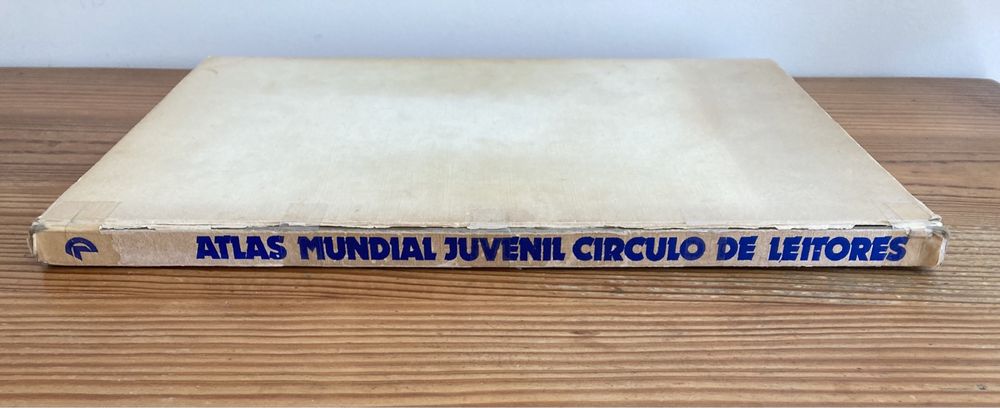 ATLAS MUNDIAL JUVENIL CIRCULO DE LEITORES